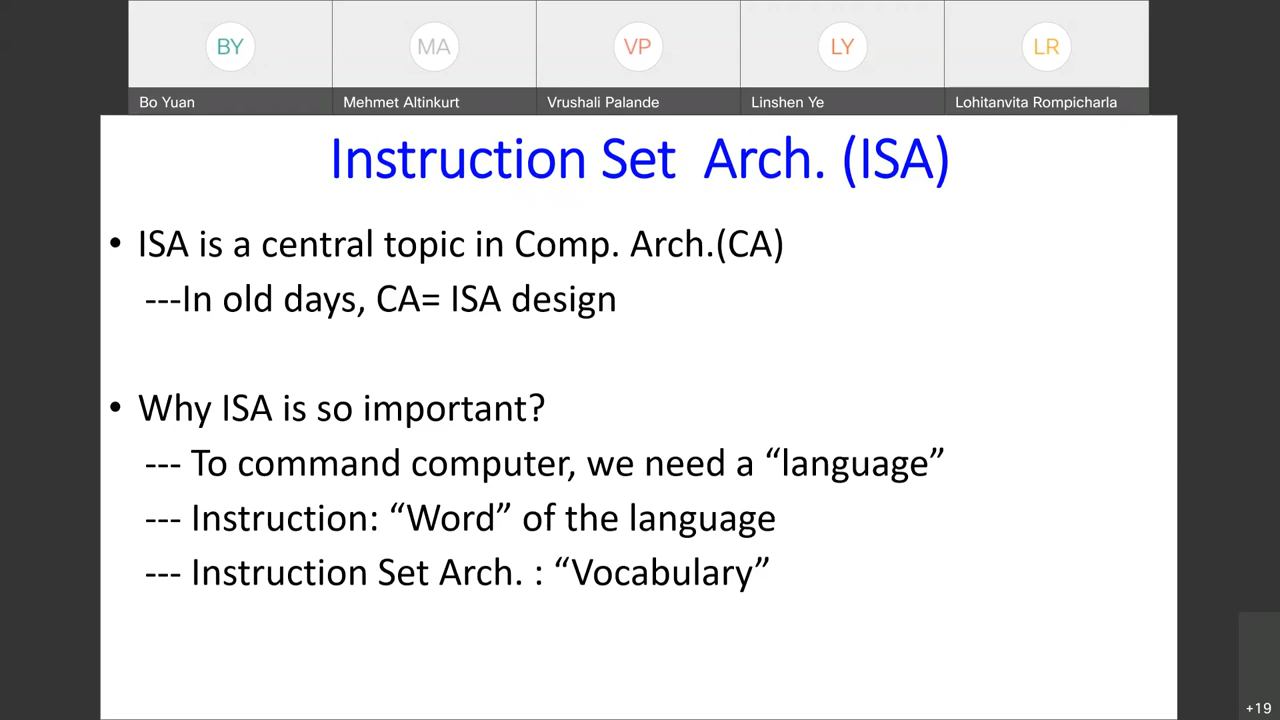 BY MA VP LY LR
Bo Yuan Mehmet Altinkurt Vrushali Palande Linshen Ye Lohitanvita Rompicharla
Instruction Set Arch. (ISA)
• ISA is a central topic in Comp. Arch.(CA)
---In old days, CA= ISA design
• Why ISA is so important?
--- To command computer, we need a “language”
--- Instruction: “Word” of the language
--- Instruction Set Arch. : “Vocabulary”
+19